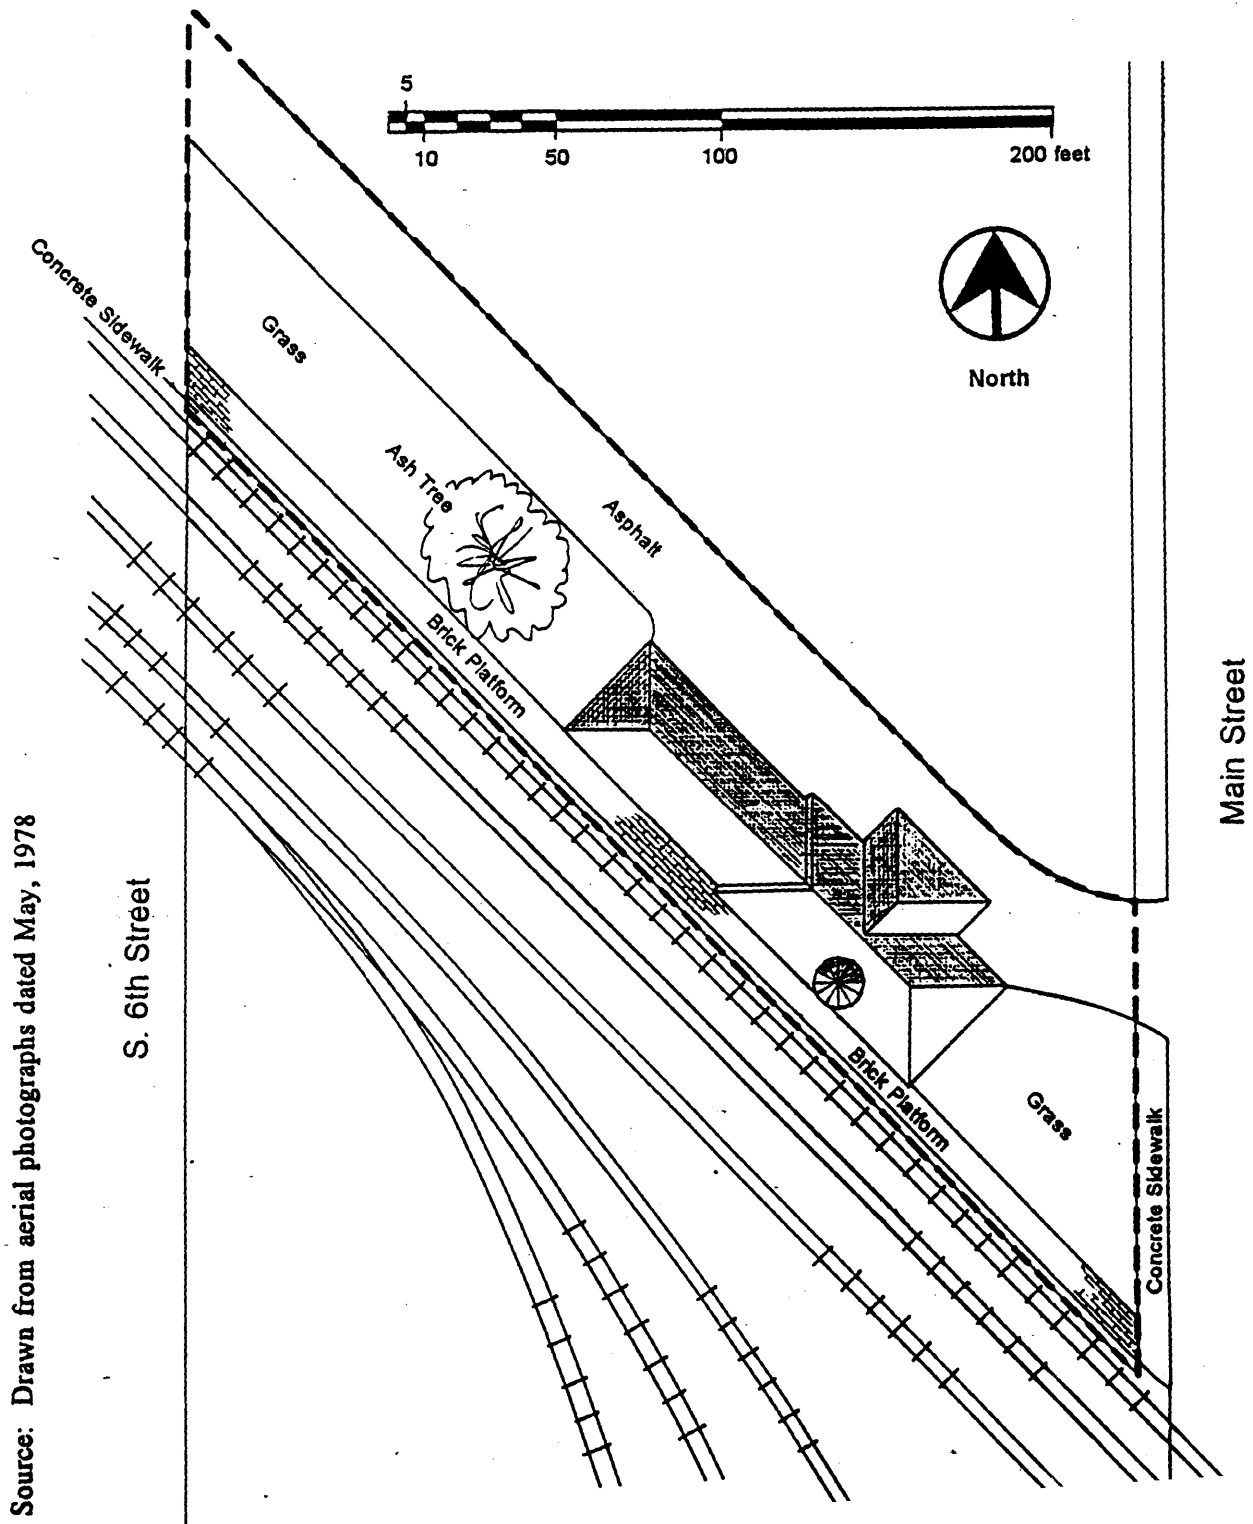 5
10
50
100
200 feet
North
Concrete Sidewalk
Grass
Ash Tree
Asphalt
Brick Platform
Main Street
S. 6th Street
Brick Platform
Grass
Concrete Sidewalk
Source: Drawn from aerial photographs dated May, 1978